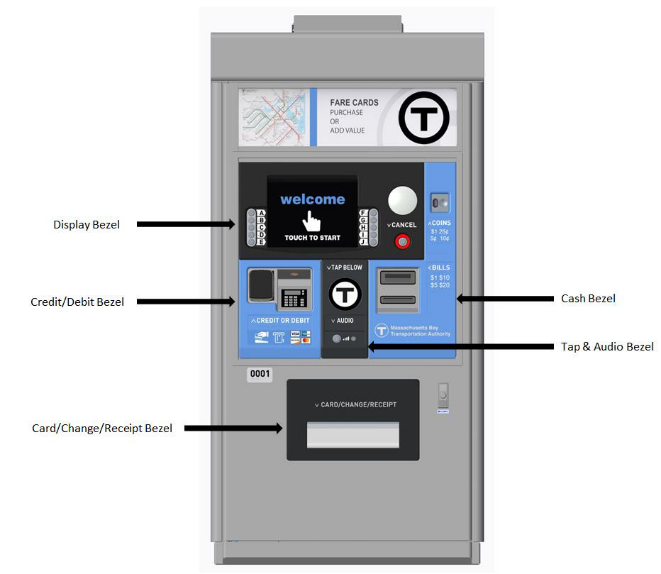 FARE CARDS
PURCHASE
OR
ADD VALUE
T
welcome
TOUCH TO START
A
B
C
D
E
F
G
H
I
J
CANCEL
COINS
$1 25¢
5¢ 10¢
BILLS
$1 $10
$5 $20
TAP BELOW
T
AUDIO
CREDIT OR DEBIT
VISA
T Massachusetts Bay
Transportation Authority
0001
CARD/CHANGE/RECEIPT
Display Bezel
Credit/Debit Bezel
Card/Change/Receipt Bezel
Cash Bezel
Tap & Audio Bezel